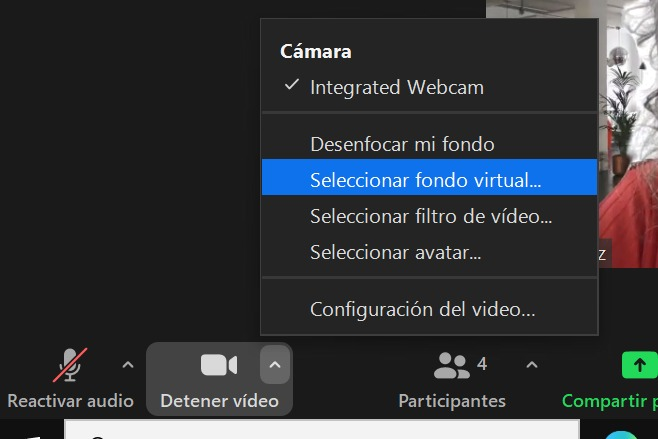 Cámara
Integrated Webcam
Desenfocar mi fondo
Seleccionar fondo virtual...
Seleccionar filtro de vídeo...
Seleccionar avatar...
z
Configuración del video...
4
Reactivar audio
Detener vídeo
Participantes
Compartir p